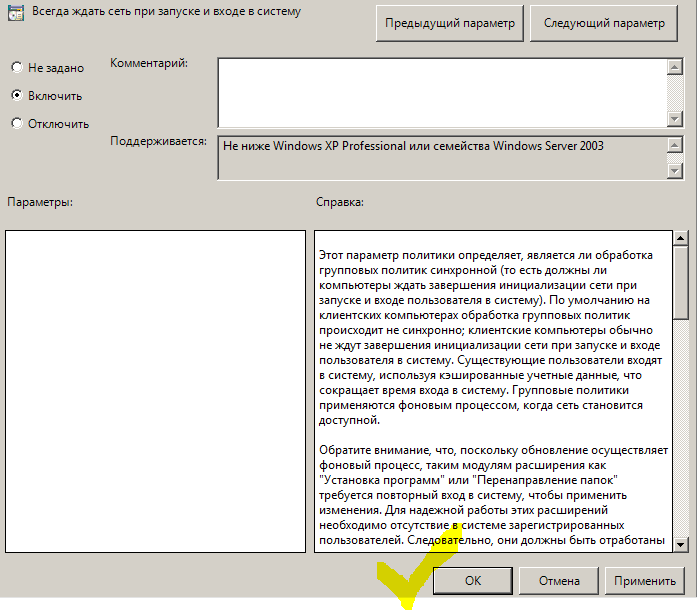 Всегда ждать сеть при запуске и входе в систему
Предыдущий параметр
Следующий параметр
Не задано
Включить
Отключить
Комментарий:
Поддерживается:
Не ниже Windows XP Professional или семейства Windows Server 2003
Параметры:
Справка:
Этот параметр политики определяет, является ли обработка
групповых политик синхронной (то есть должны ли
компьютеры ждать завершения инициализации сети при
запуске и входе пользователя в систему). По умолчанию на
клиентских компьютерах обработка групповых политик
происходит не синхронно; клиентские компьютеры обычно
не ждут завершения инициализации сети при запуске и входе
пользователя в систему. Существующие пользователи входят
в систему, используя кэшированные учетные данные, что
сокращает время входа в систему. Групповые политики
применяются фоновым процессом, когда сеть становится
доступной.
Обратите внимание, что, поскольку обновление осуществляет
фоновый процесс, таким модулям расширения как
"Установка программ" или "Перенаправление папок"
требуется повторный вход в систему, чтобы применить
изменения. Для надежной работы этих расширений
необходимо отсутствие в системе зарегистрированных
пользователей. Следовательно, они должны быть отработаны
ОК
Отмена
Применить